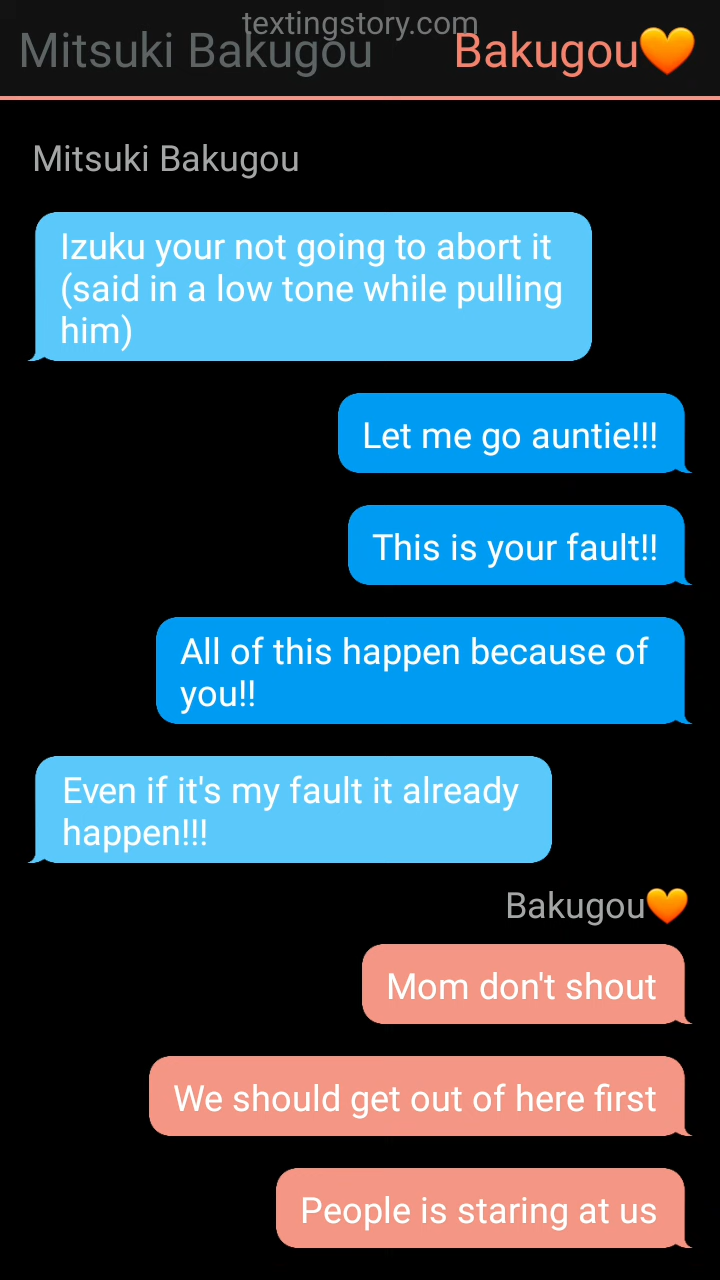 textingstory.com
Mitsuki Bakugou
Bakugou🧡
Mitsuki Bakugou
Izuku your not going to abort it
(said in a low tone while pulling
him)
Let me go auntie!!!
This is your fault!!
All of this happen because of
you!!
Even if it's my fault it already
happen!!!
Bakugou🧡
Mom don't shout
We should get out of here first
People is staring at us